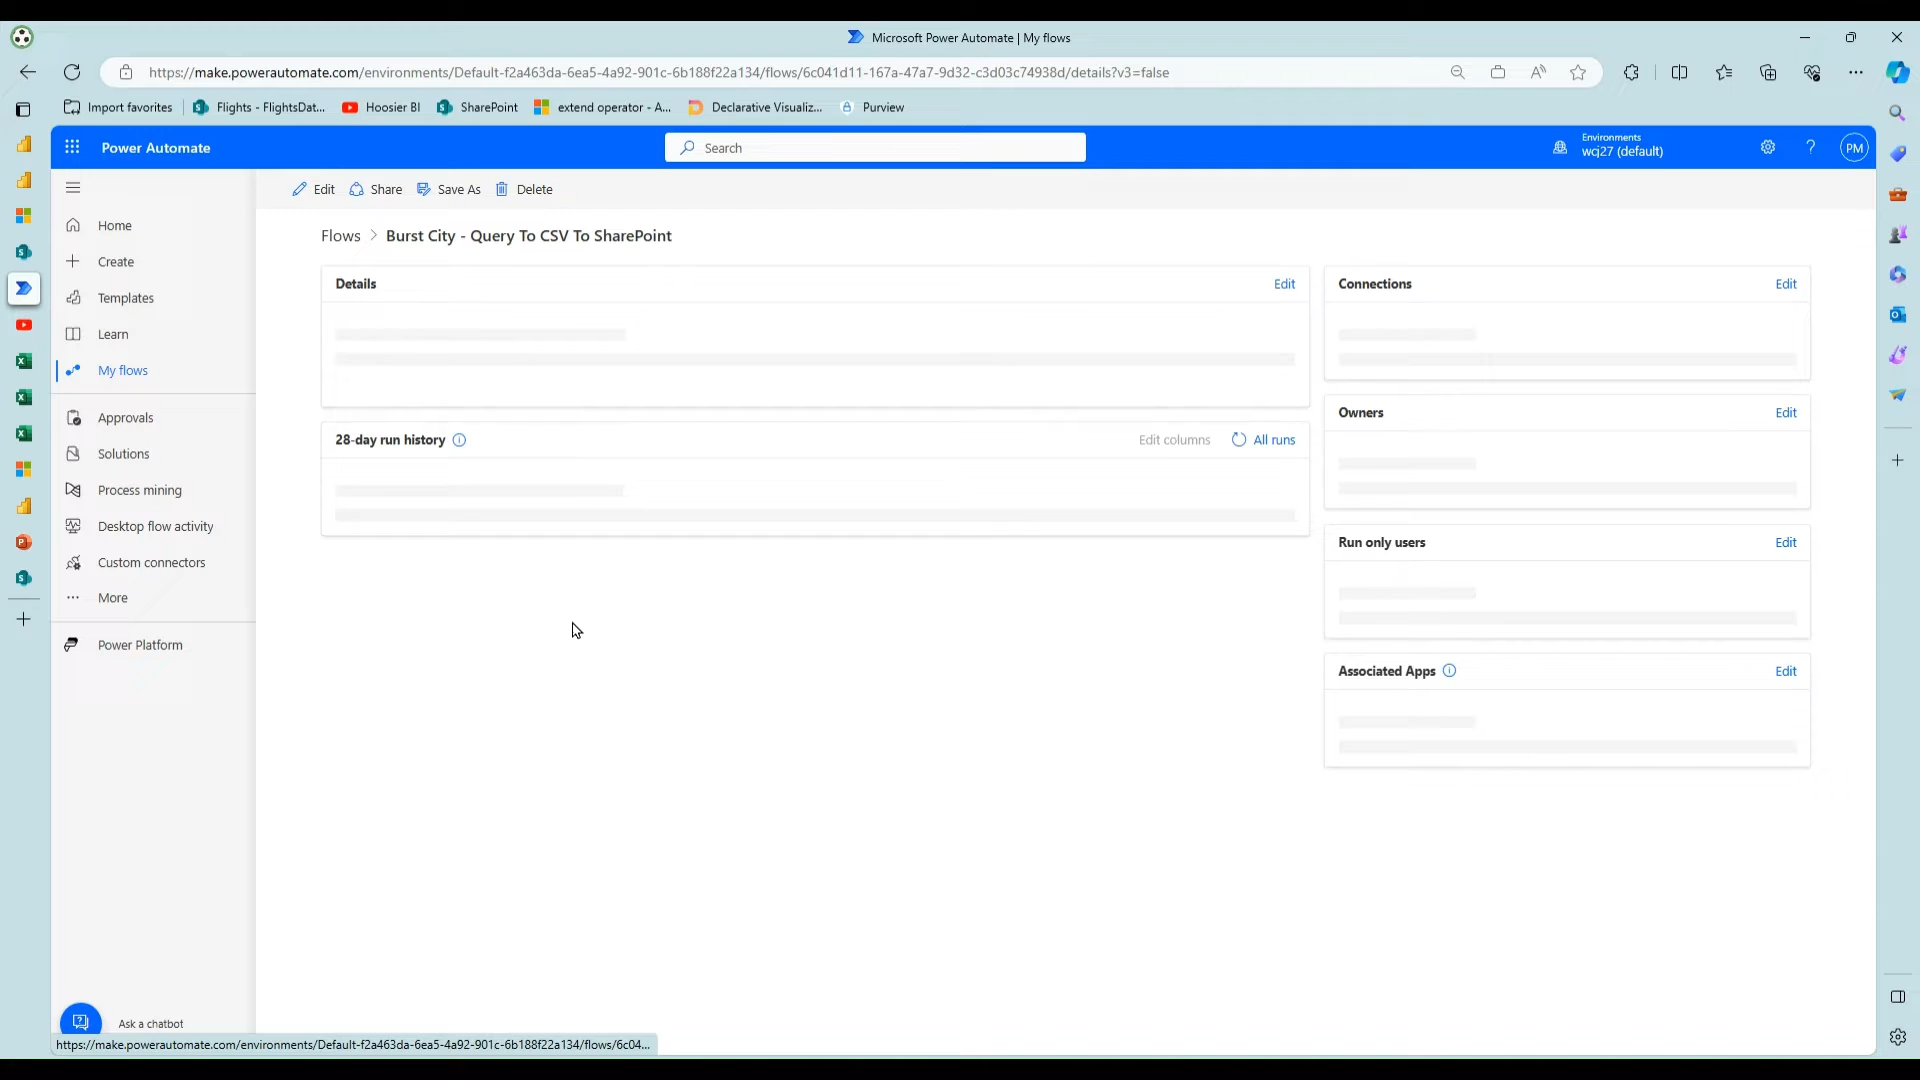 Microsoft Power Automate | My flows
https://make.powerautomate.com/environments/Default-f2a463da-6ea5-4a92-901c-6b188f22a134/flows/6c041d11-167a-47a7-9d32-c3d03c74938d/details?v3=false
Import favorites
Flights - FlightsDat...
Hoosier BI
SharePoint
extend operator - A...
Declarative Visualiz...
Purview
Power Automate
Search
Environments
wcj27 (default)
?
PM
Edit
Share
Save As
Delete
Home
Create
Templates
Learn
My flows
Approvals
Solutions
Process mining
Desktop flow activity
Custom connectors
More
Power Platform
Ask a chatbot
Flows > Burst City - Query To CSV To SharePoint
Details
Edit
28-day run history
Edit columns
All runs
Connections
Edit
Owners
Edit
Run only users
Edit
Associated Apps
Edit
https://make.powerautomate.com/environments/Default-f2a463da-6ea5-4a92-901c-6b188f22a134/flows/6c04...